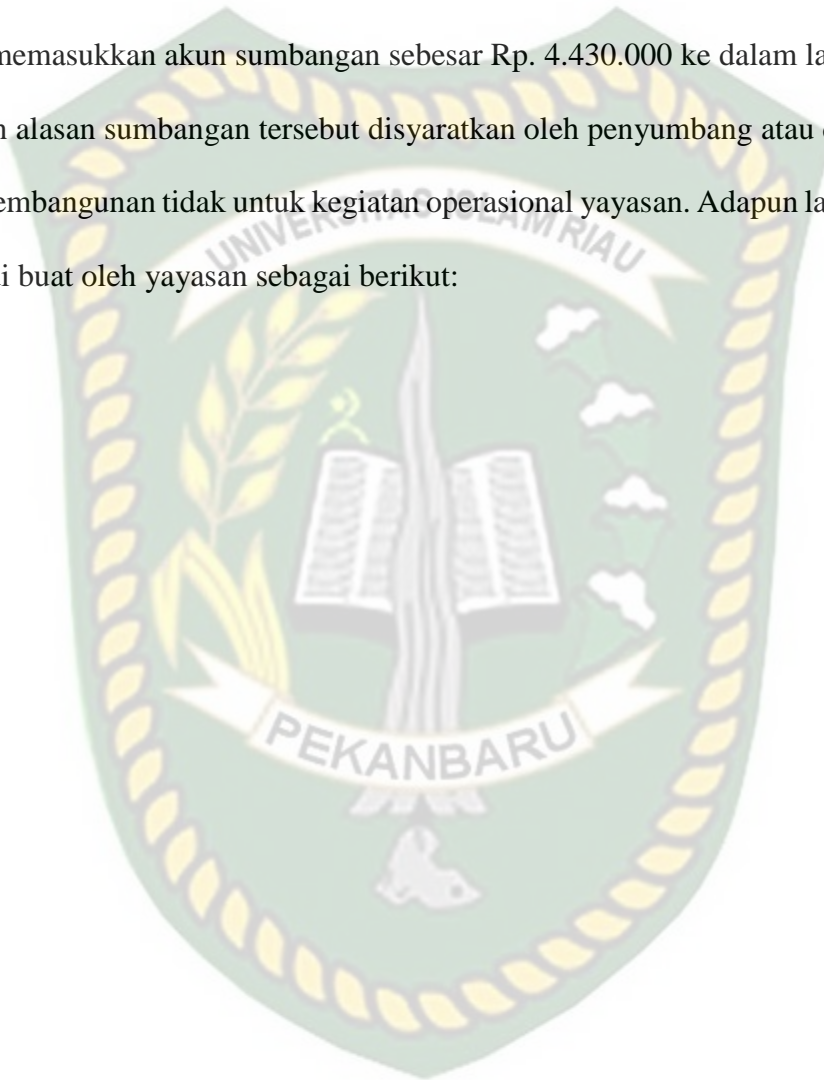 memasukkan akun sumbangan sebesar Rp. 4.430.000 ke dalam la
alasan sumbangan tersebut disyaratkan oleh penyumbang atau
embangunan tidak untuk kegiatan operasional yayasan. Adapun la
i buat oleh yayasan sebagai berikut:
UNIVERSITAS ISLAM RIAU
PEKANBARU